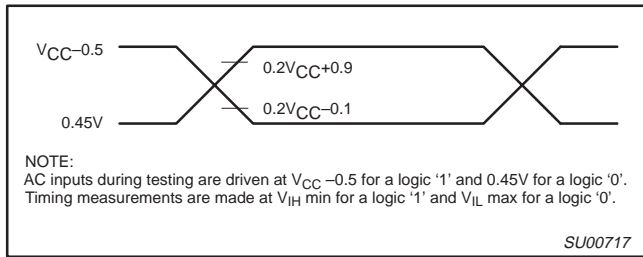 VCC–0.5
0.2VCC+0.9
0.2VCC–0.1
0.45V
NOTE:
AC inputs during testing are driven at VCC –0.5 for a logic ‘1’ and 0.45V for a logic ‘0’.
Timing measurements are made at VIH min for a logic ‘1’ and VIL max for a logic ‘0’.
SU00717